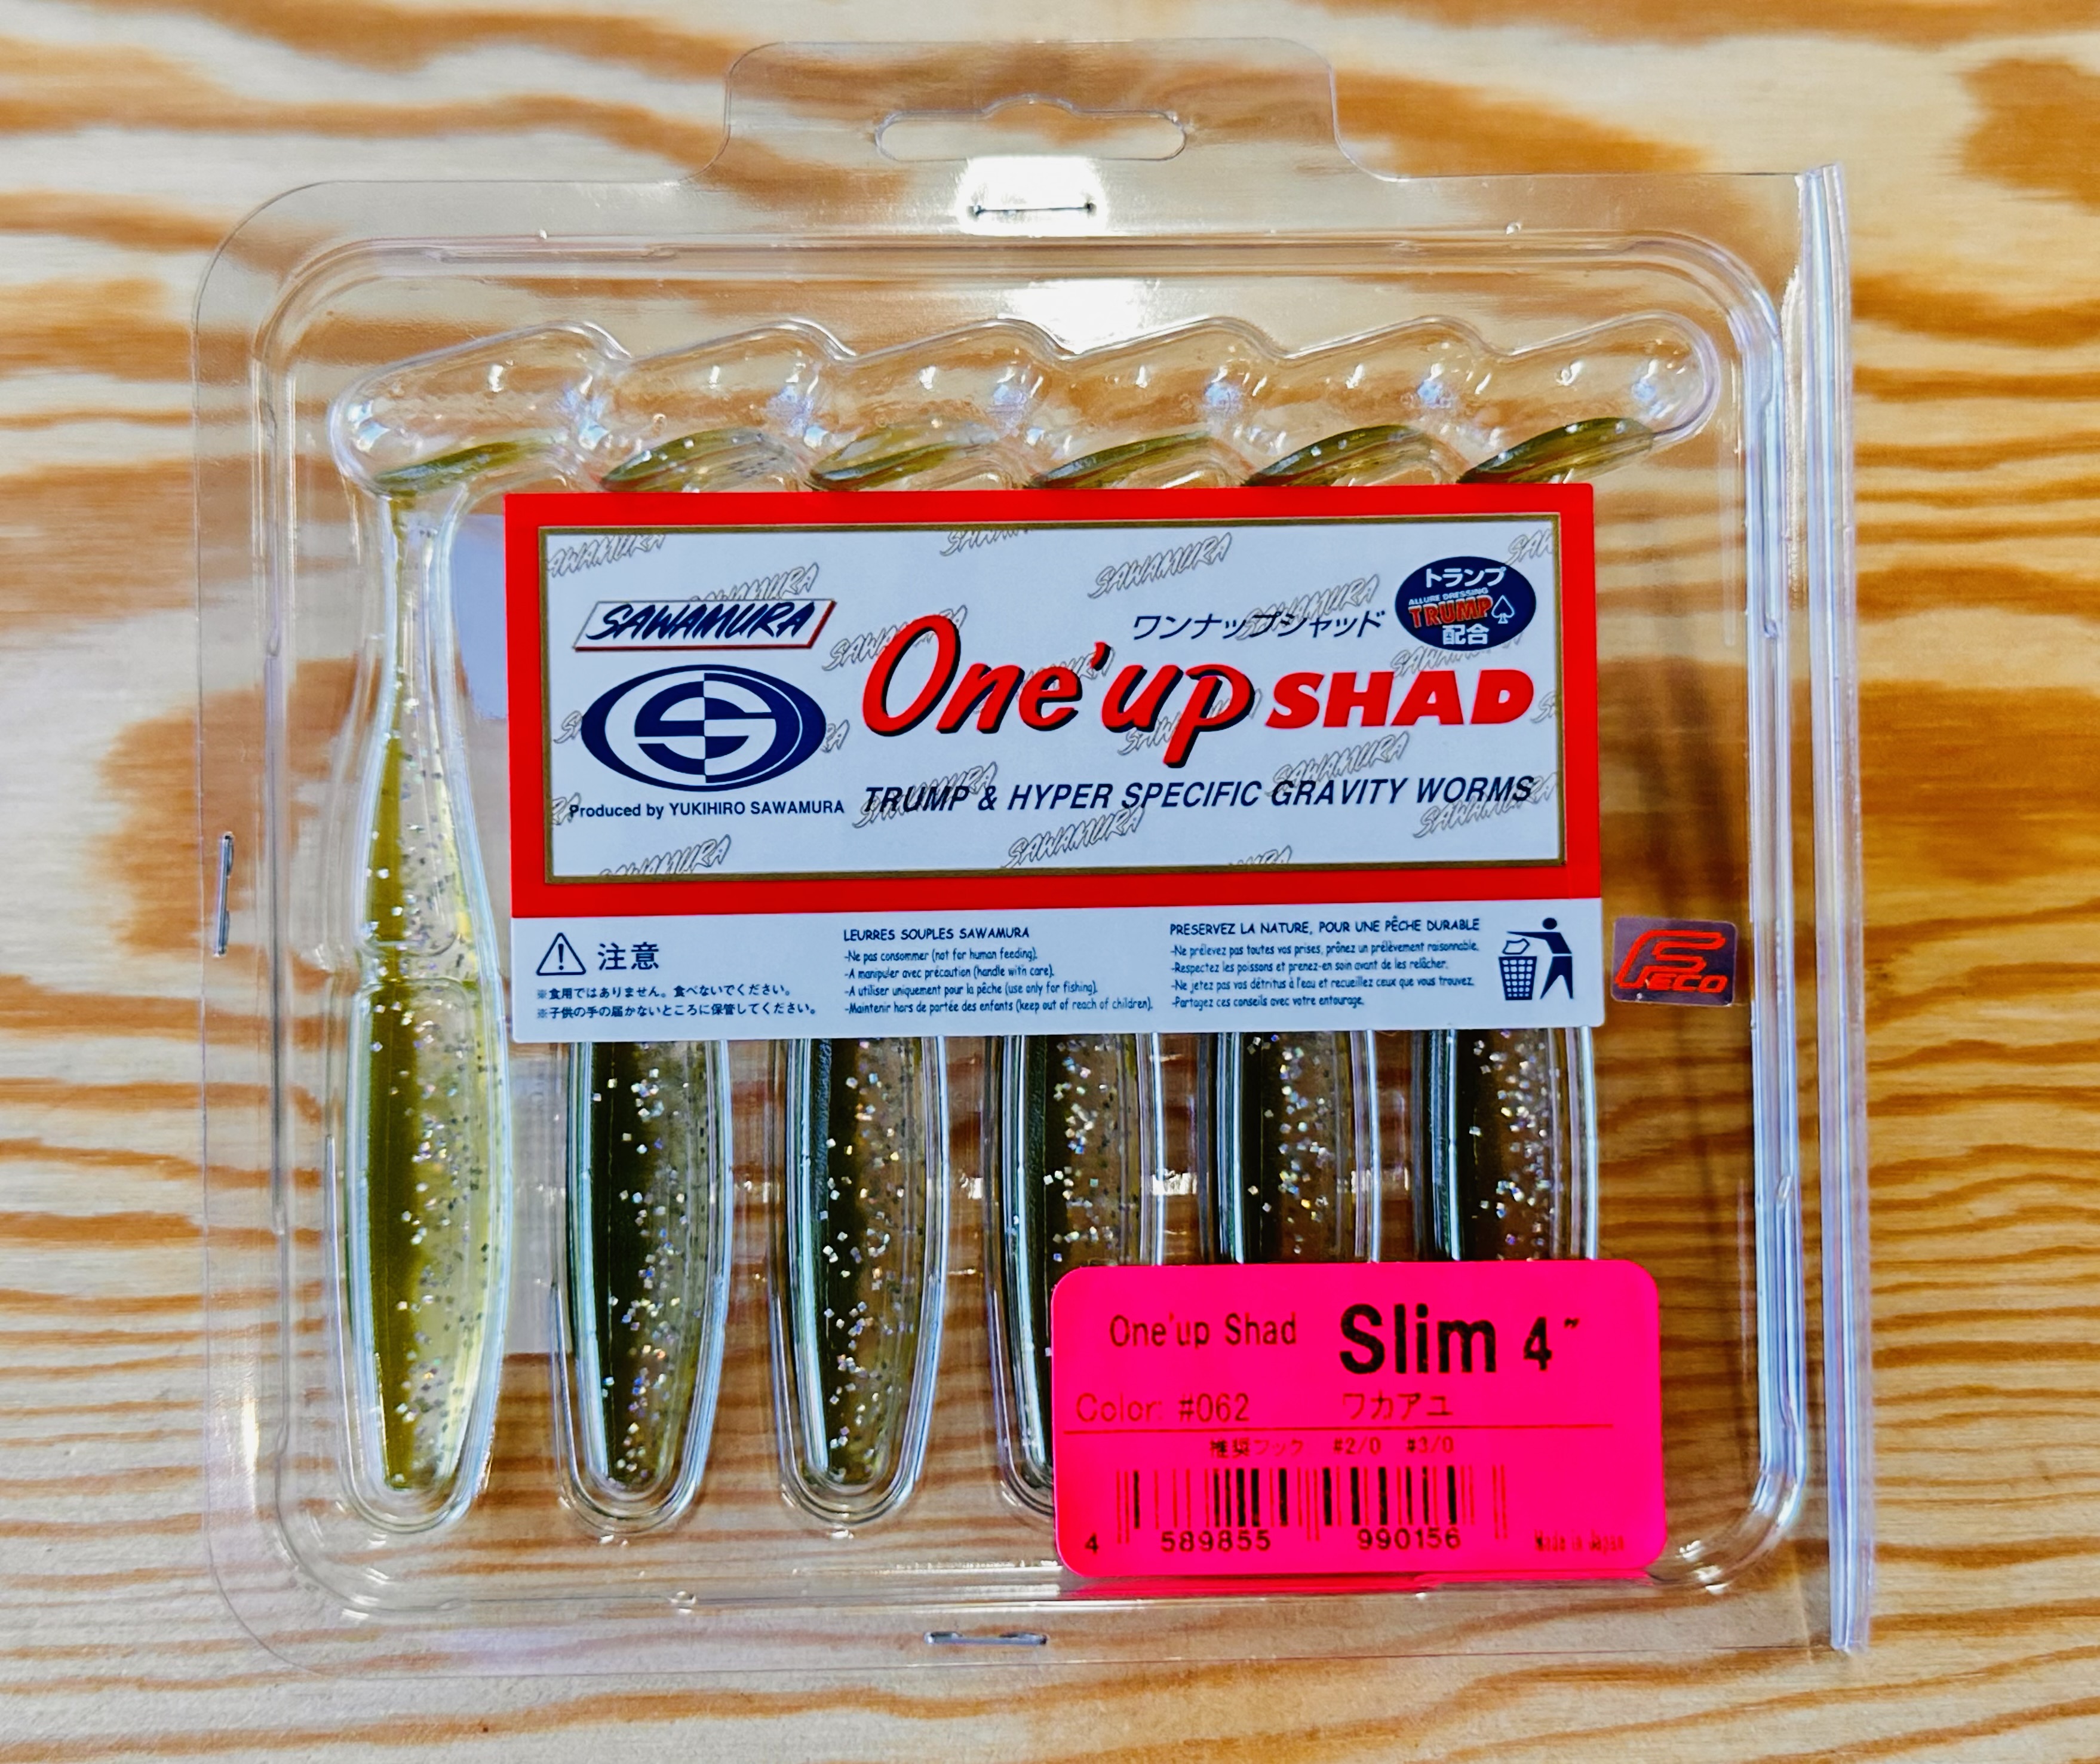 SAWAMURA
Produced by YUKIHIRO SAWAMURA
ワンナップシャッド
One'up SHAD
TRUMP & HYPER SPECIFIC GRAVITY WORMS
トランプ
ALLURE DRESSING
TRUMP
配合
注意
※食用ではありません。食べないでください。
※子供の手の届かないところに保管してください。
LEURRES SOUPLES SAWAMURA
-Ne pas consommer (not for human feeding).
-A manipuler avec précaution (handle with care).
-A utiliser uniquement pour la pêche (use only for fishing).
-Maintenir hors de portée des enfants (keep out of reach of children).
PRESERVEZ LA NATURE, POUR UNE PÊCHE DURABLE
-Ne prélevez pas toutes vos prises, prônez un prélèvement raisonnable.
-Respectez les poissons et prenez-en soin avant de les relâcher.
-Ne jetez pas vos détritus à l'eau et recueillez ceux que vous trouvez.
-Partagez ces conseils avec votre entourage.
FECO
One'up Shad Slim 4"
Color: #062 ワカアユ
推奨フック #2/0 #3/0
4 589855 990156
Made in Japan